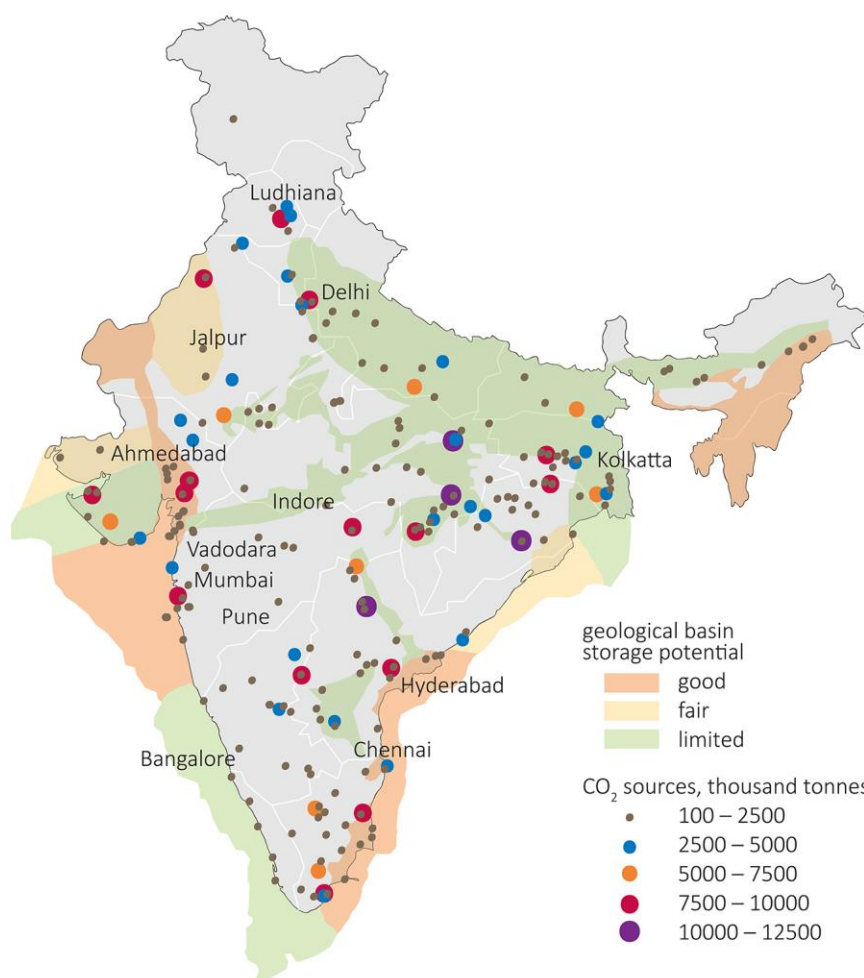 Ludhiana
Delhi
Jalpur
Ahmedabad
Kolkatta
Indore
Vadodara
Mumbai
Pune
Hyderabad
Bangalore
Chennai
geological basin
storage potential
good
fair
limited
CO₂ sources, thousand tonnes
100 – 2500
2500 – 5000
5000 – 7500
7500 – 10000
10000 – 12500